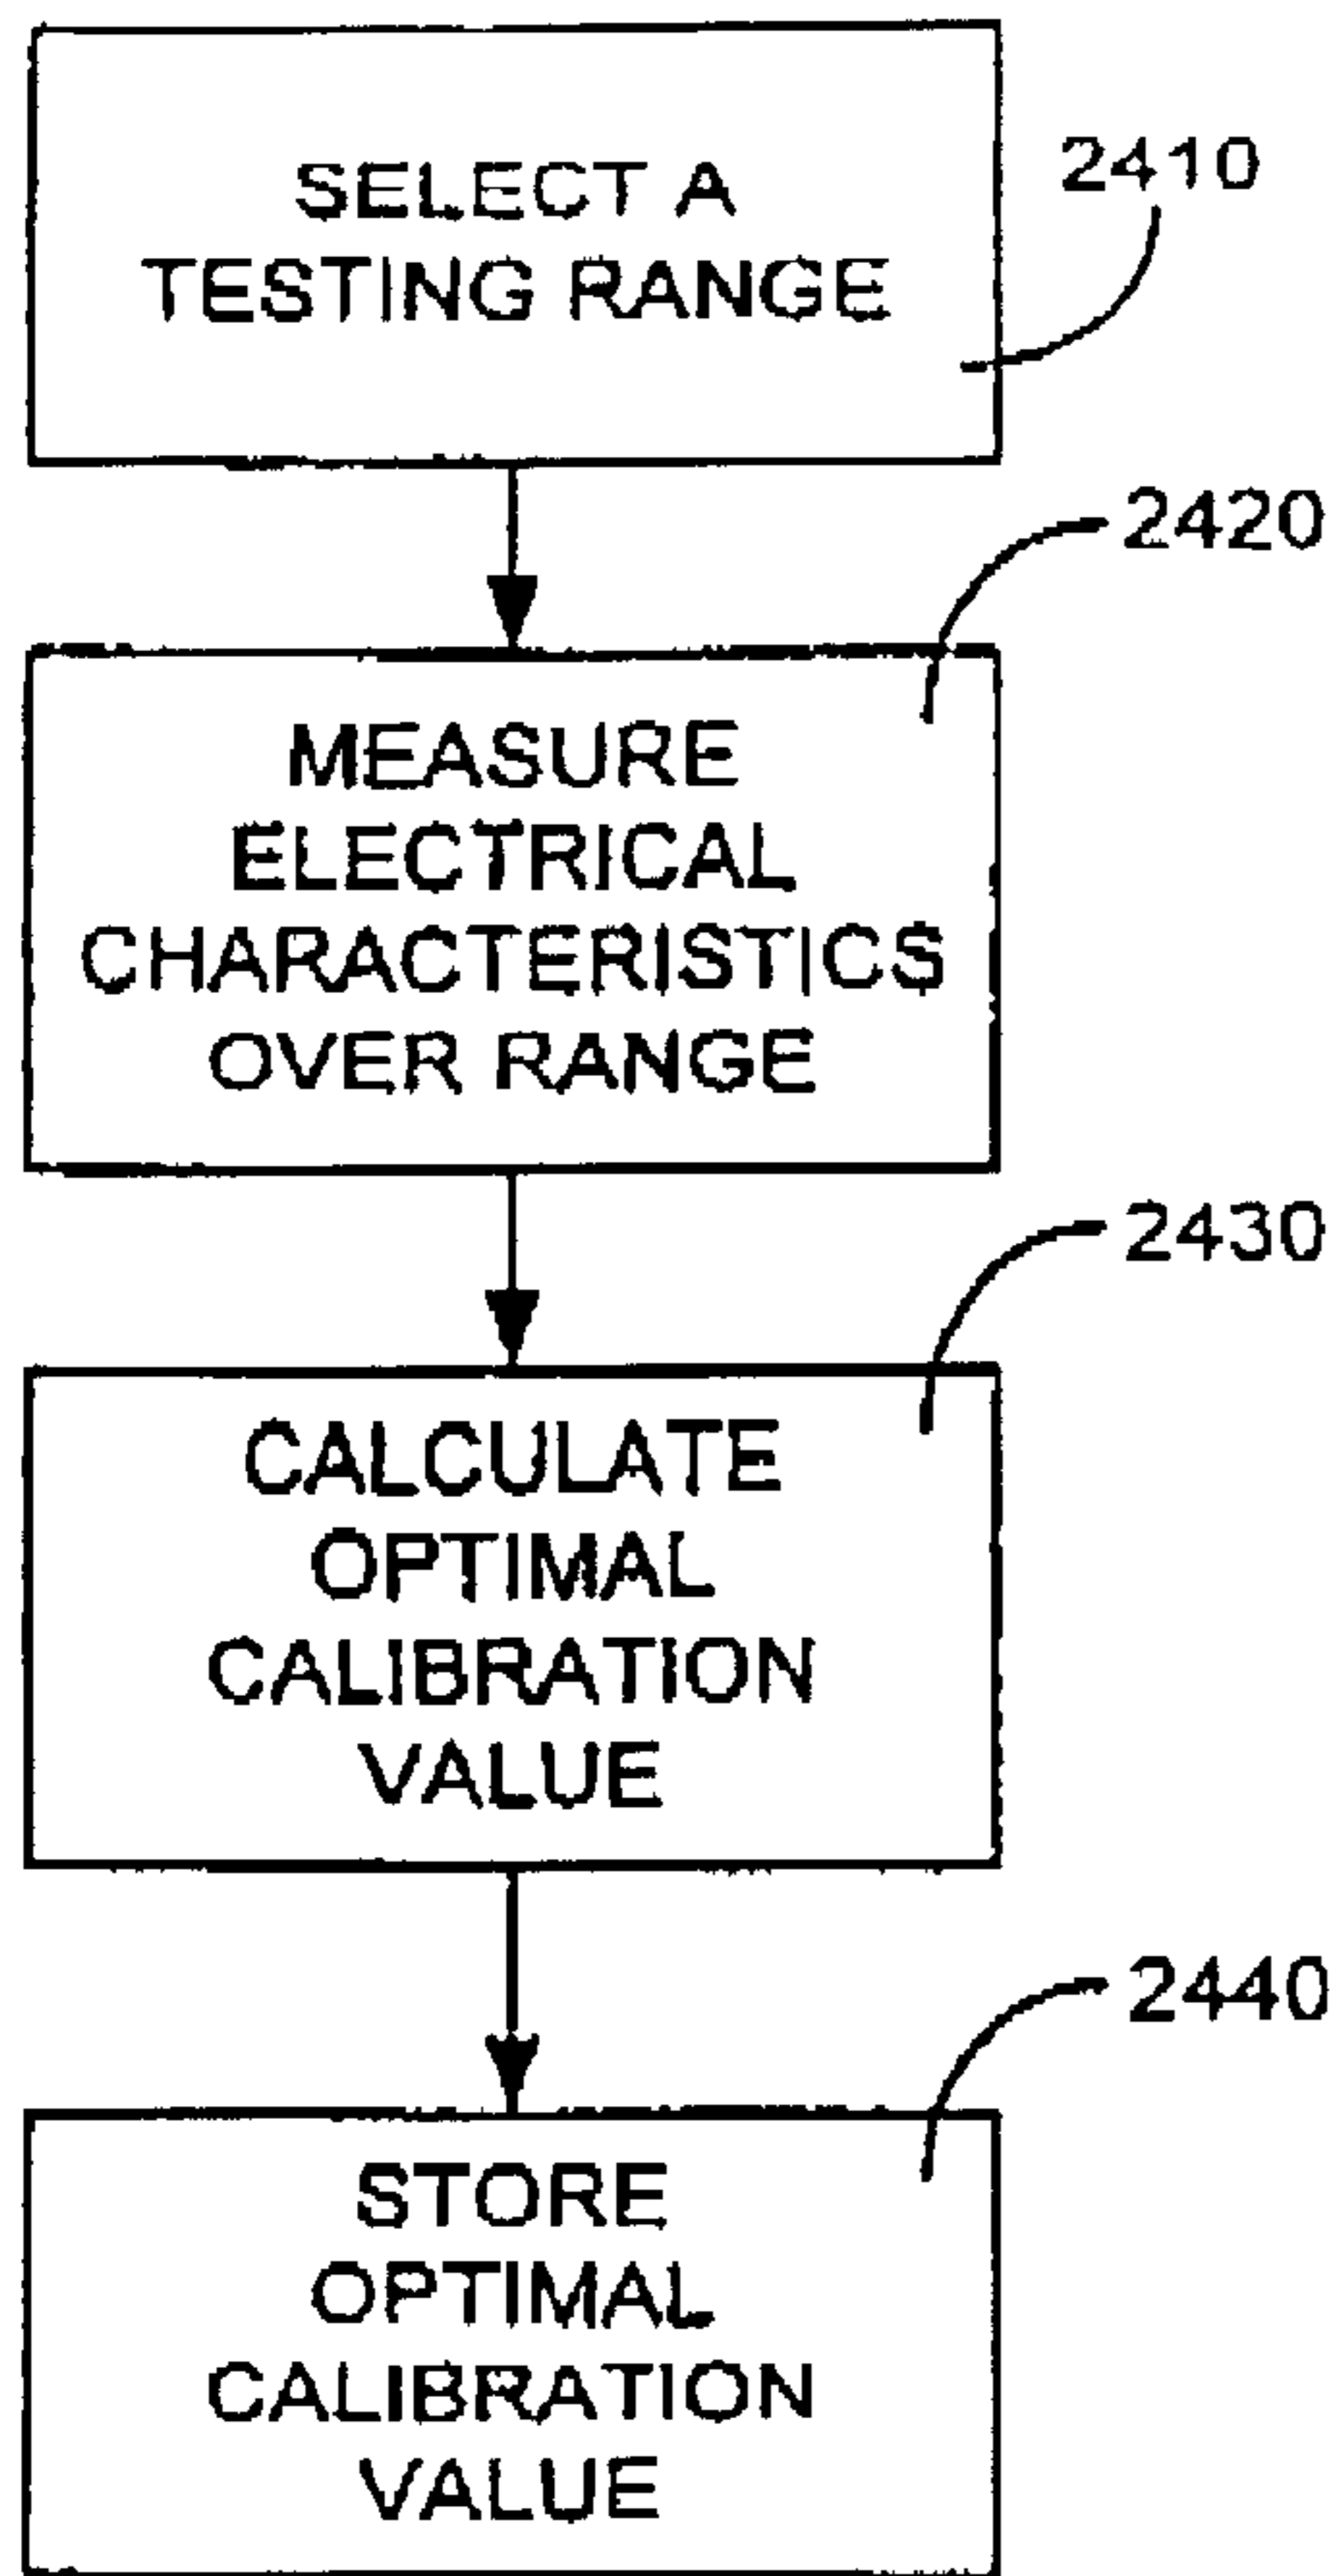 SELECT A
TESTING RANGE
2410
2420
MEASURE
ELECTRICAL
CHARACTERISTICS
OVER RANGE
2430
CALCULATE
OPTIMAL
CALIBRATION
VALUE
2440
STORE
OPTIMAL
CALIBRATION
VALUE